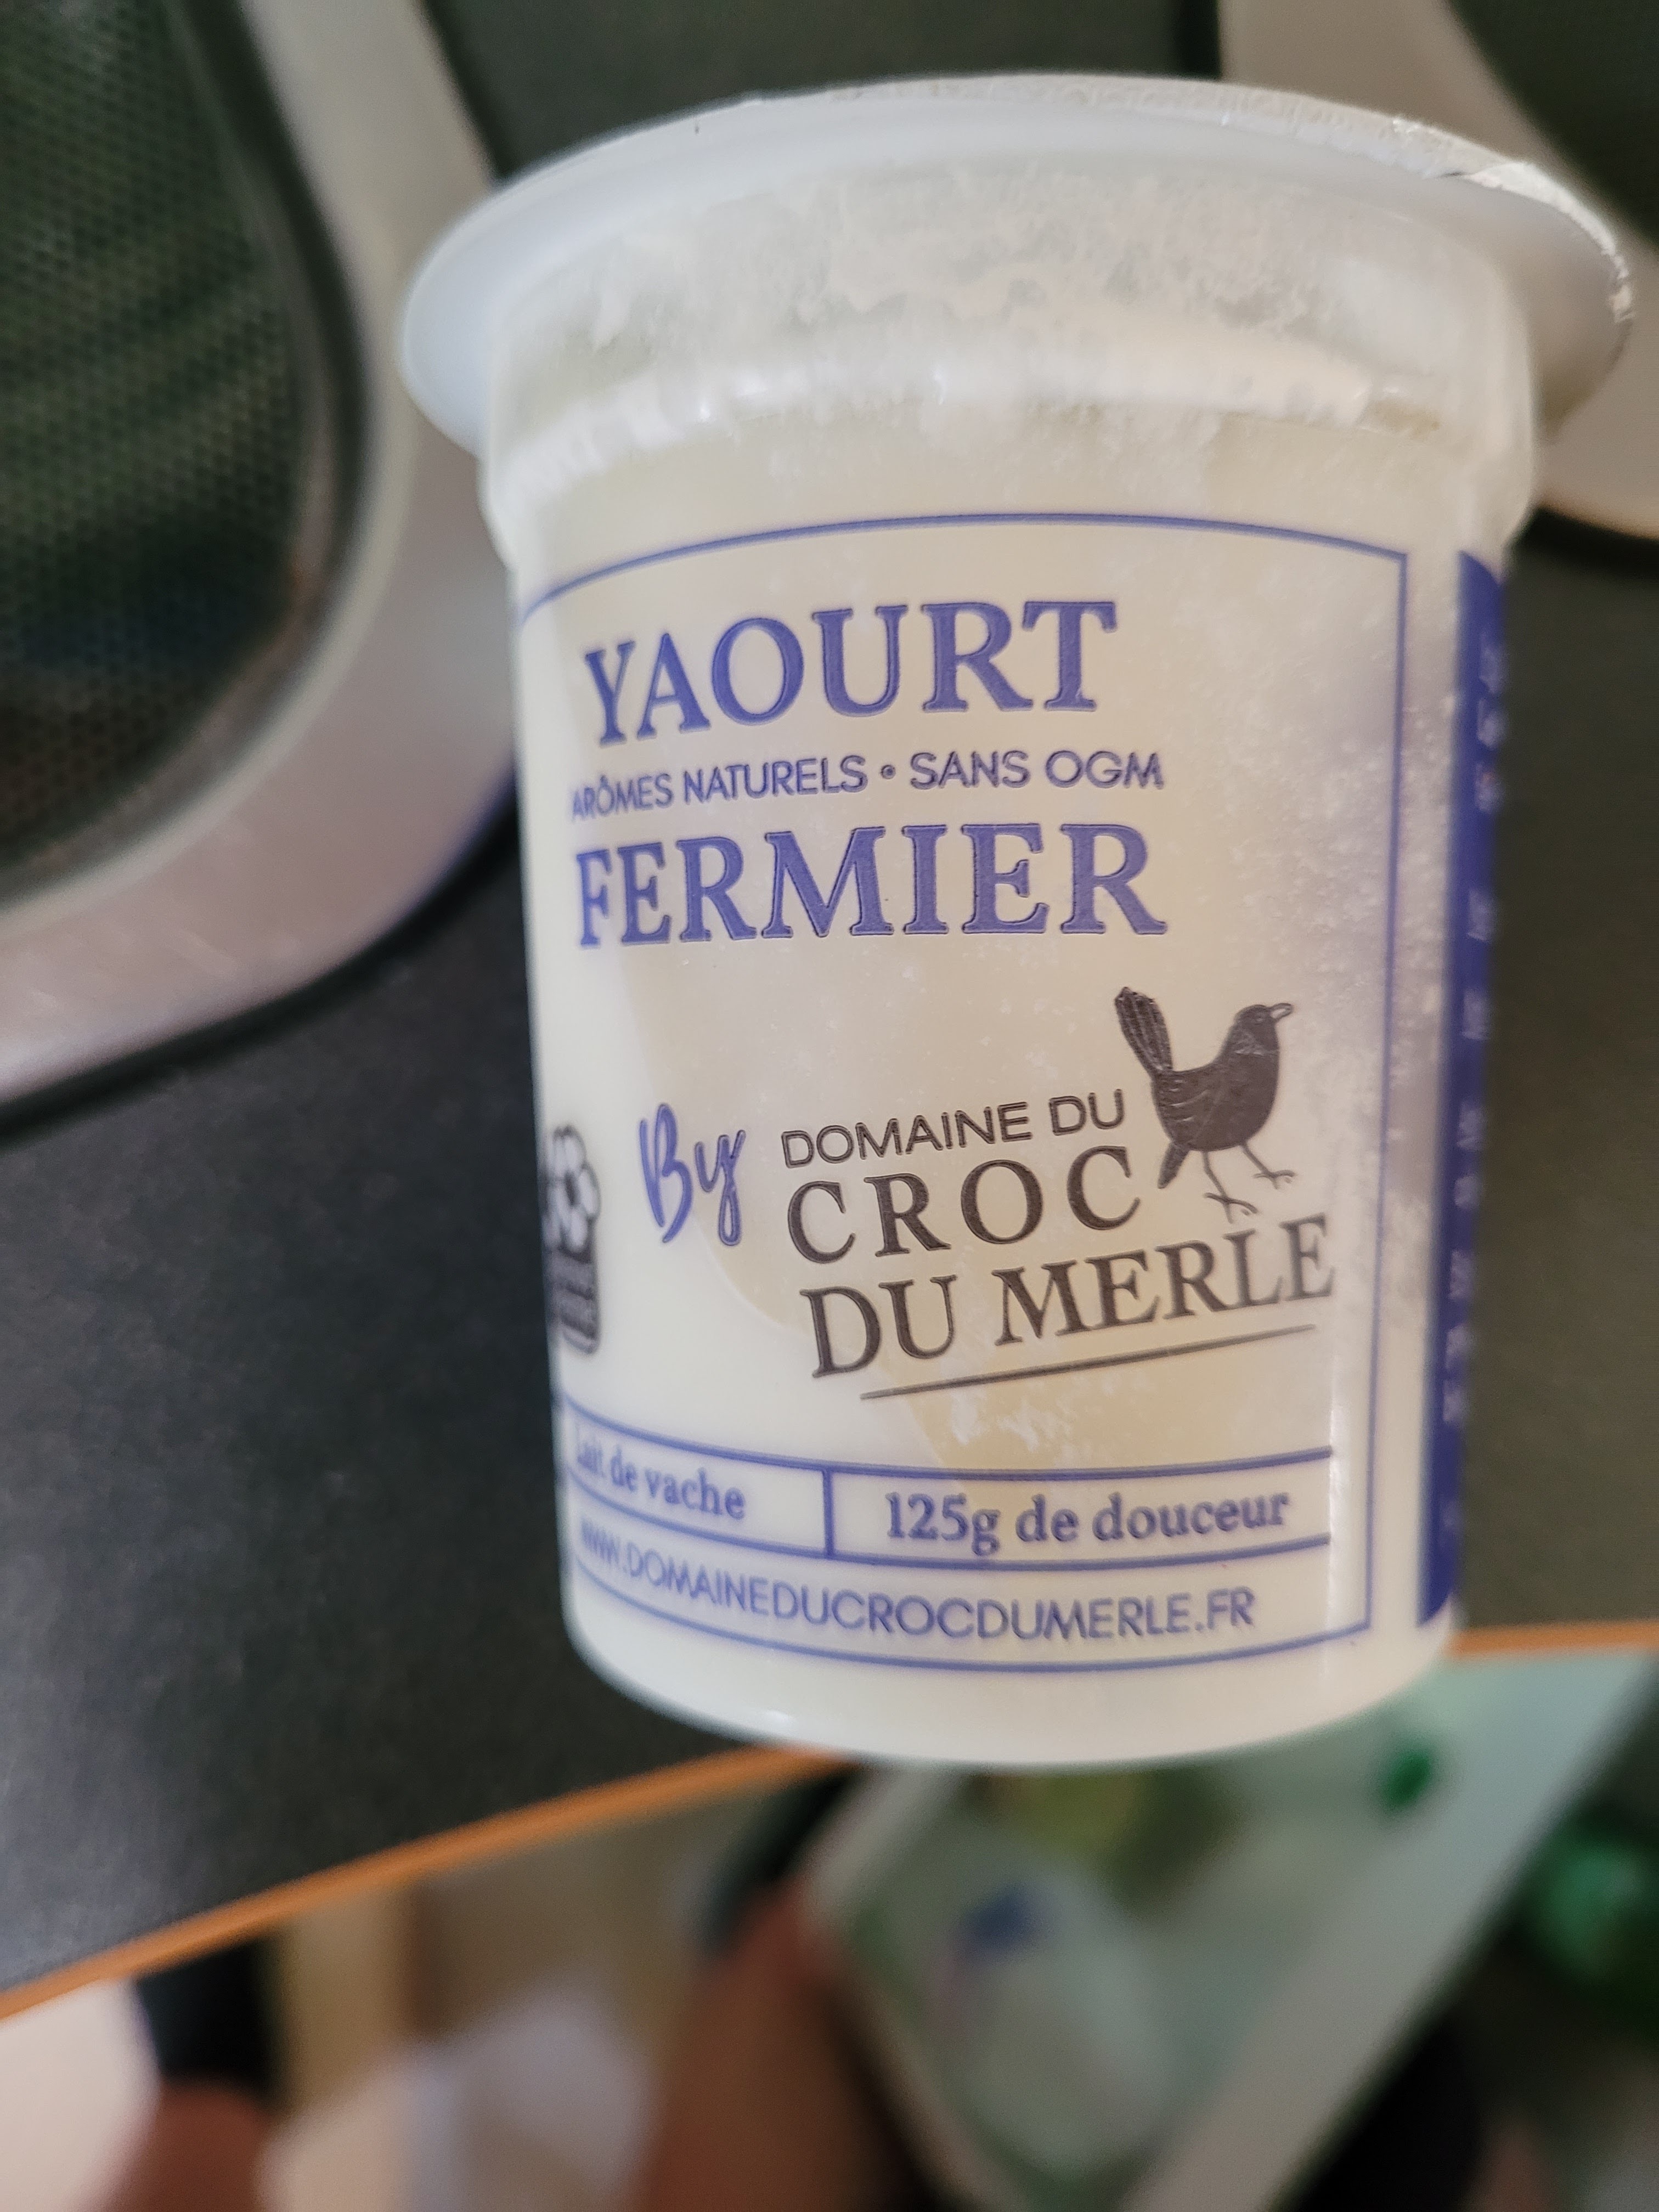 YAOURT
ARÔMES NATURELS • SANS OGM
FERMIER
By
DOMAINE DU
CROC
DU MERLE
Lait de vache
125g de douceur
WWW.DOMAINEDUCROCDUMERLE.FR